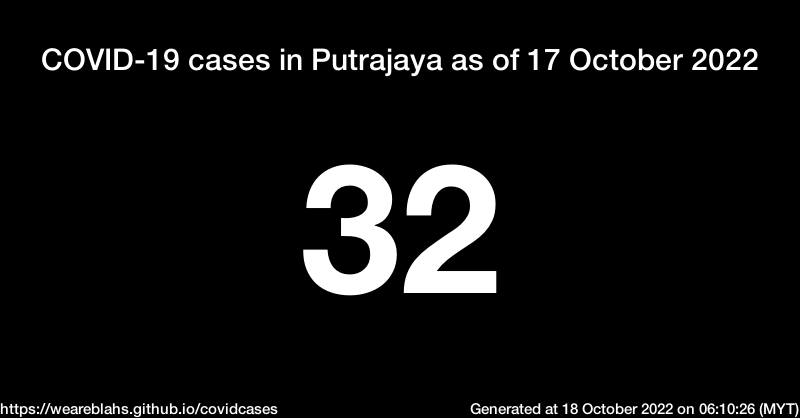 COVID-19 cases in Putrajaya as of 17 October 2022
32
https://weareblahs.github.io/covidcases
Generated at 18 October 2022 on 06:10:26 (MYT)